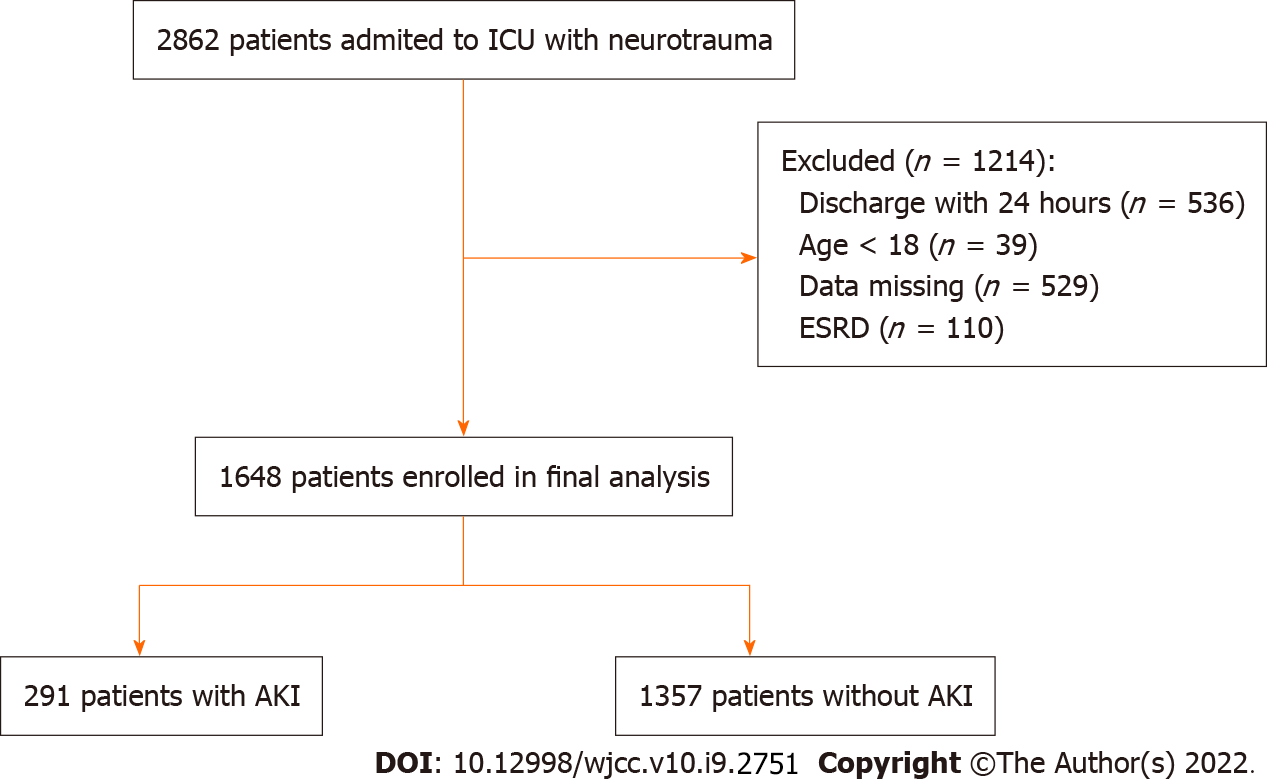 2862 patients admited to ICU with neurotrauma
Excluded (n = 1214):
Discharge with 24 hours (n = 536)
Age < 18 (n = 39)
Data missing (n = 529)
ESRD (n = 110)
1648 patients enrolled in final analysis
291 patients with AKI
1357 patients without AKI
DOI: 10.12998/wjcc.v10.i9.2751 Copyright ©The Author(s) 2022.